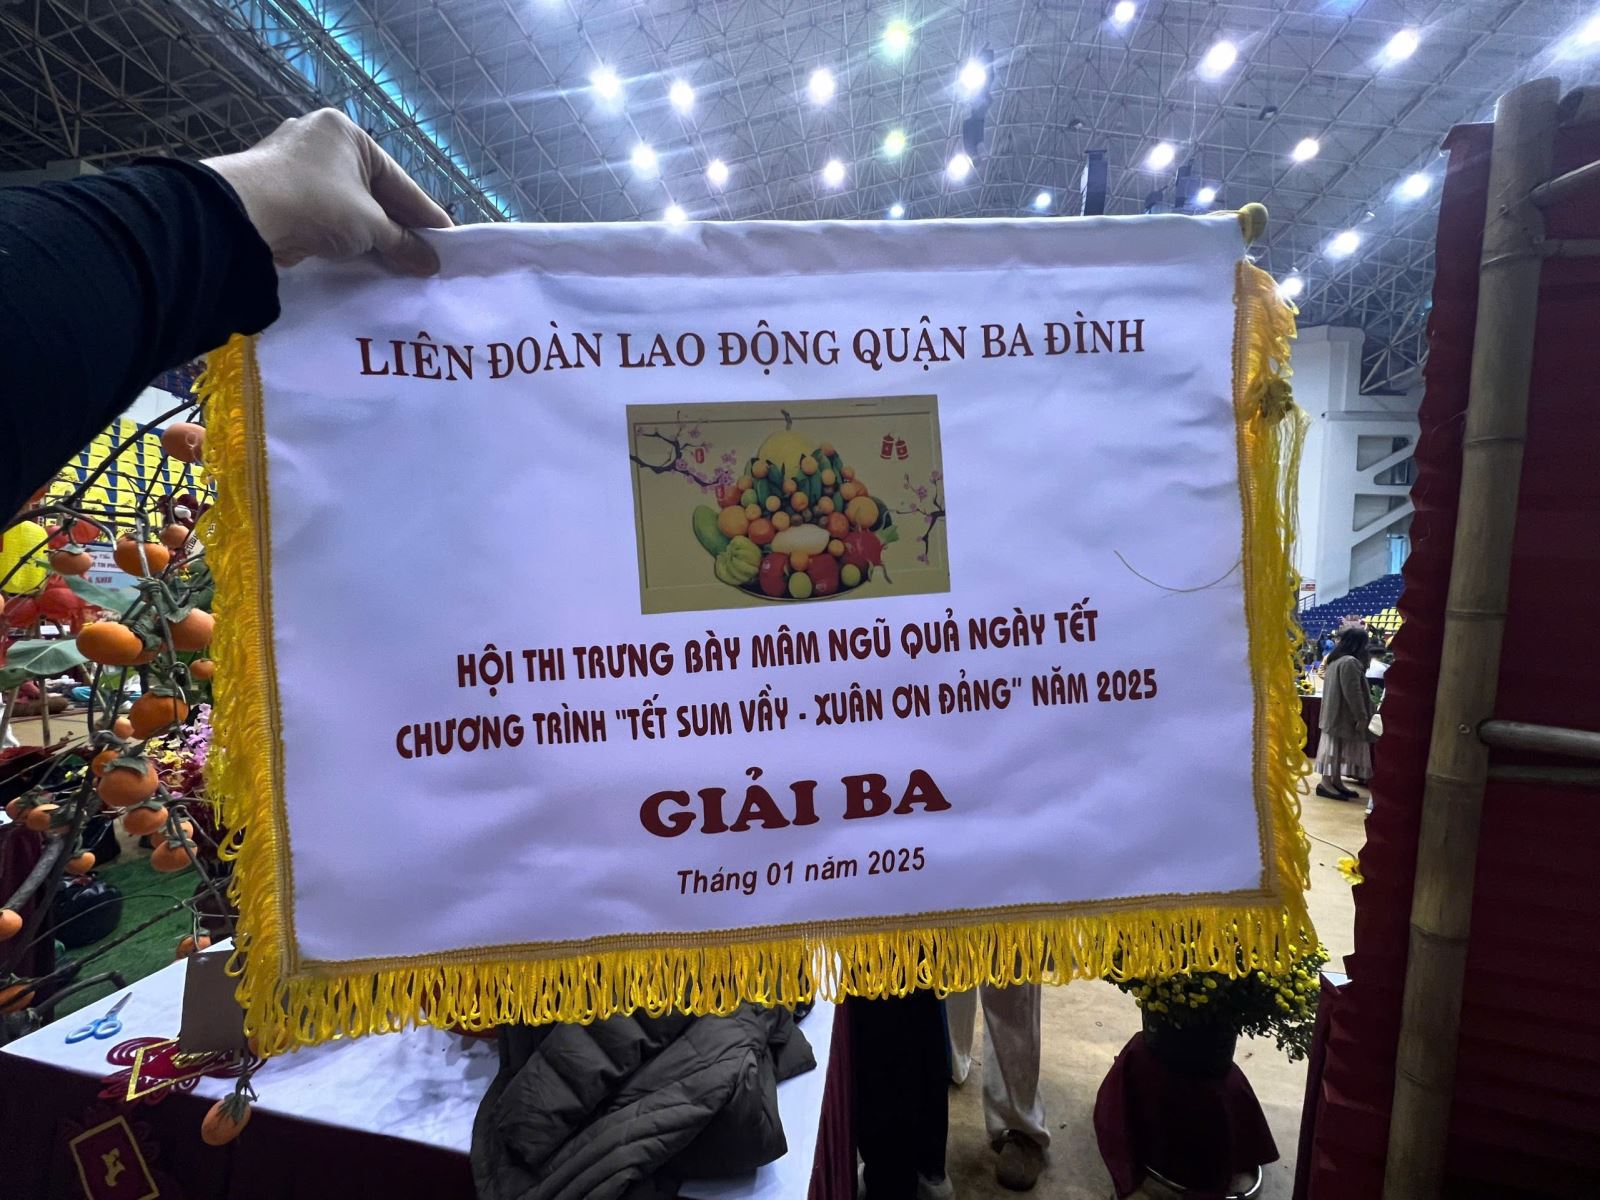 LIÊN ĐOÀN LAO ĐỘNG QUẬN BA ĐÌNH
HỘI THI TRƯNG BÀY MÂM NGŨ QUẢ NGÀY TẾT
CHƯƠNG TRÌNH "TẾT SUM VẦY - XUÂN ƠN ĐẢNG" NĂM 2025
GIẢI BA
Tháng 01 năm 2025